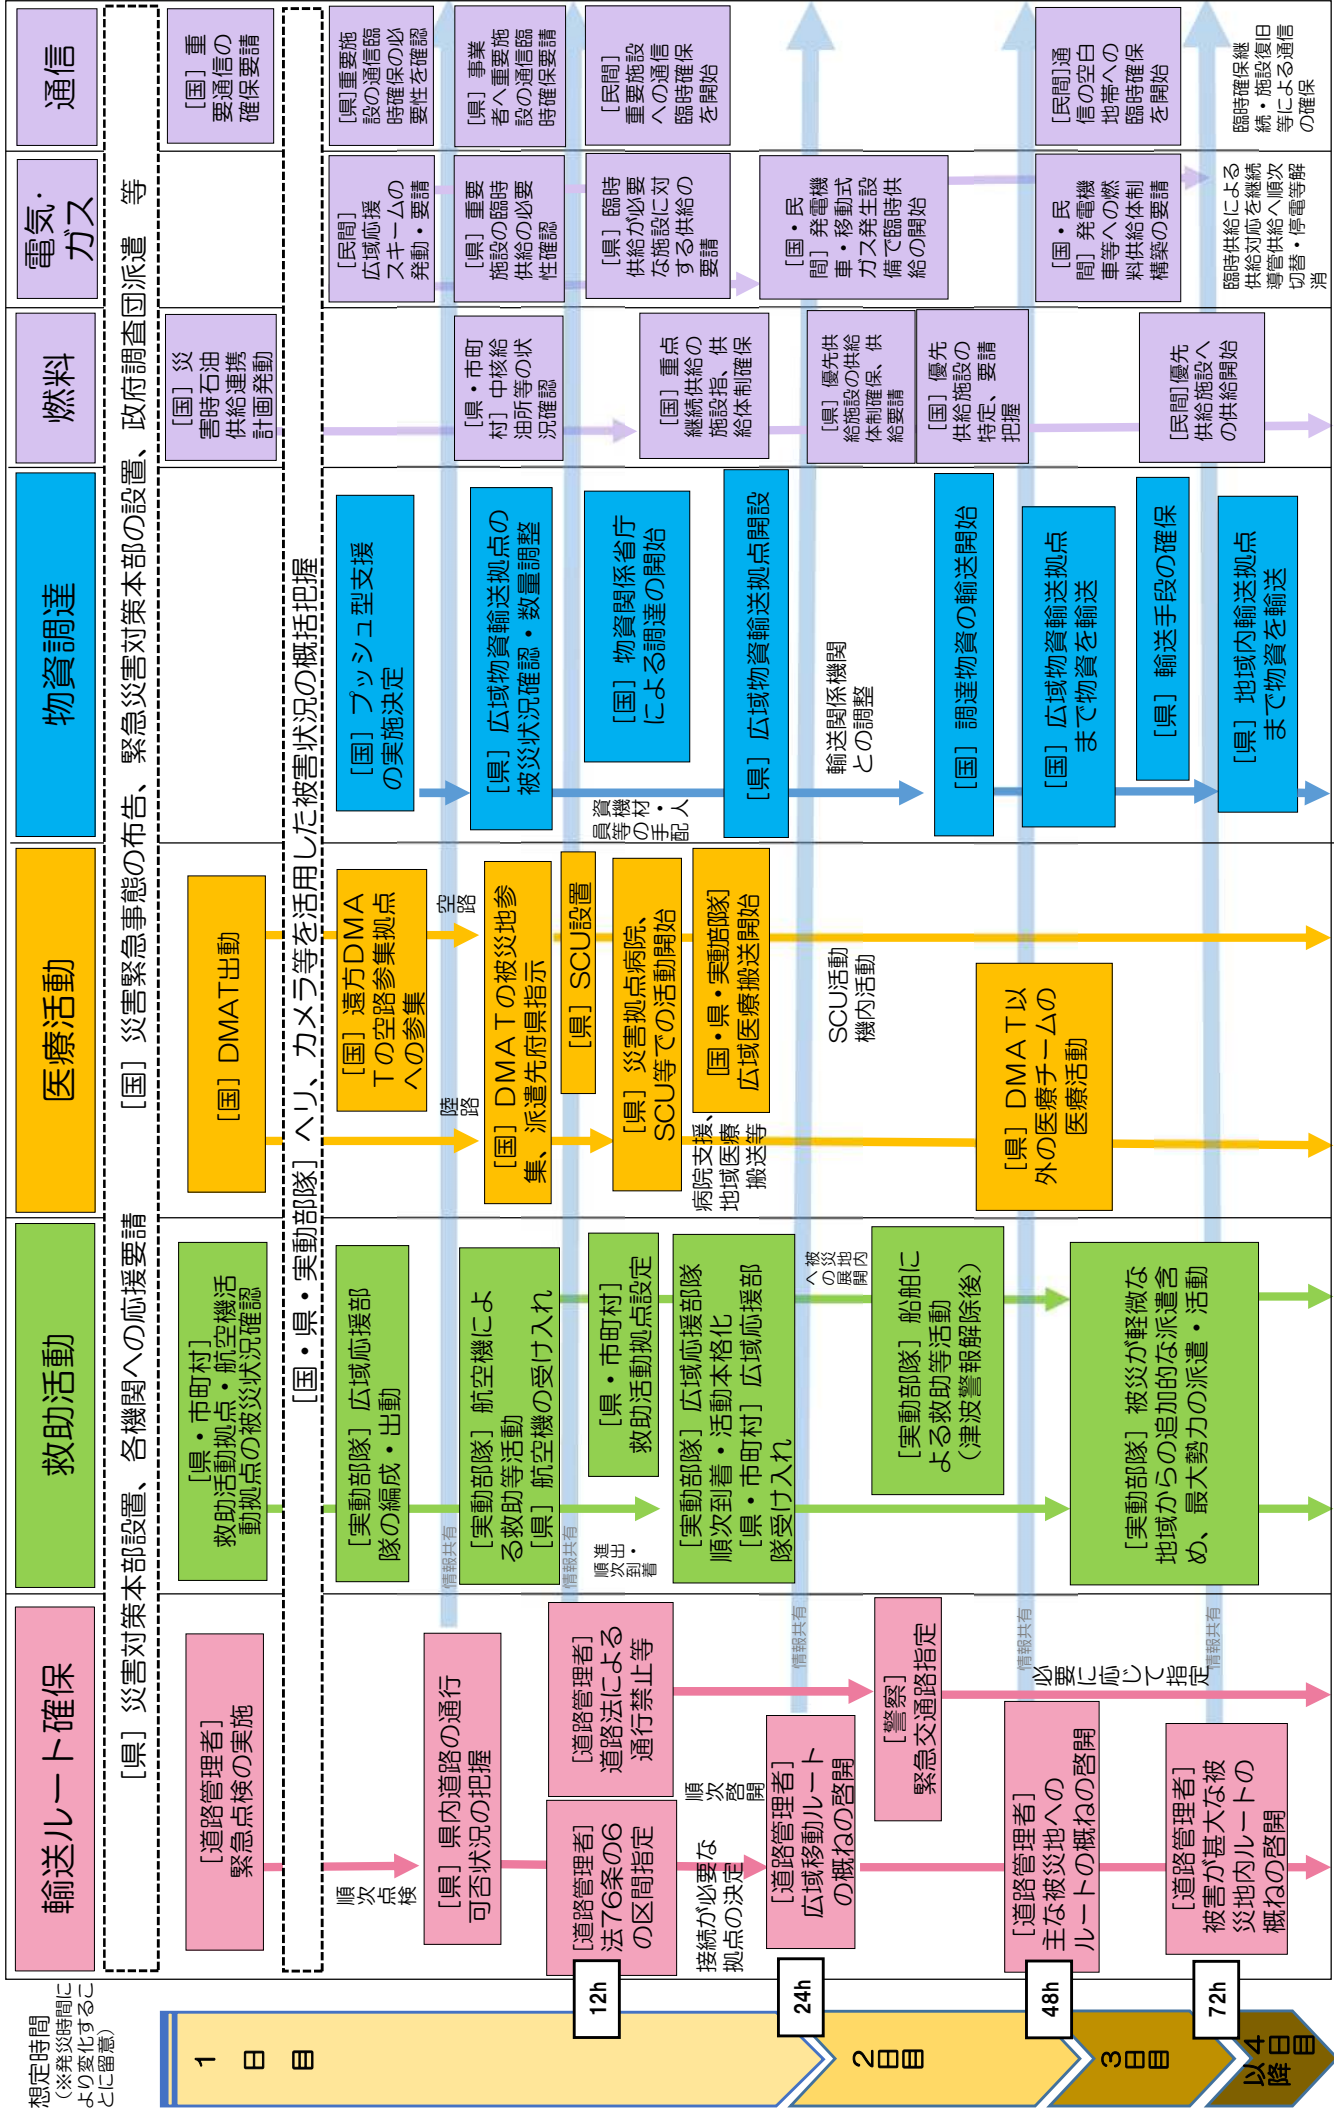 想定時間
（※発災時間に
より変化するこ
とに留意）
1日目
2日目
3日目
4日目
以降
12h
24h
48h
72h
輸送ルート確保
救助活動
医療活動
物資調達
燃料
電気・
ガス
通信
［県］災害対策本部設置、各機関への応援要請
［国］災害緊急事態の布告、緊急災害対策本部の設置、政府調査団派遣　等
［国・県・実動部隊］ヘリ、カメラ等を活用した被害状況の概括把握
［道路管理者］
緊急点検の実施
順次点検
［県］県内道路の通行
可否状況の把握
［道路管理者］
法76条の6
の区間指定
［道路管理者］
道路法による
通行禁止等
接続が必要な
拠点の決定
順次啓開
［道路管理者］
広域移動ルート
の概ねの啓開
［警察］
緊急交通路指定
［道路管理者］
主な被災地への
ルートの概ねの啓開
必要に応じて指定
［道路管理者］
被害が甚大な被
災地内ルートの
概ねの啓開
情報共有
情報共有
情報共有
情報共有
情報共有
［県・市町村］
救助活動拠点・航空機活
動拠点の被災状況確認
［実動部隊］広域応援部
隊の編成・出動
［実動部隊］航空機によ
る救助等活動
［県］航空機の受け入れ
順次進出・到着
［県・市町村］
救助活動拠点設定
［実動部隊］広域応援部隊
順次到着・活動本格化
［県・市町村］広域応援部
隊受け入れ
被災地内への展開
［実動部隊］船舶に
よる救助等活動
（津波警報解除後）
［実動部隊］被災が軽微な
地域からの追加的な派遣含
め、最大勢力の派遣・活動
［国］DMAT出動
［国］遠方DMA
Tの空路参集拠点
への参集
陸路
空路
［国］DMATの被災地参
集、派遣先府県指示
［県］SCU設置
［県］災害拠点病院、
SCU等での活動開始
病院支援、
地域医療
搬送等
［国・県・実動部隊］
広域医療搬送開始
SCU活動
機内活動
［県］DMAT以
外の医療チームの
医療活動
［国］プッシュ型支援
の実施決定
［県］広域物資輸送拠点の
被災状況確認・数量調整
資機材・人員等の手配
［国］物資関係省庁
による調達の開始
［県］広域物資輸送拠点開設
輸送関係機関
との調整
［国］調達物資の輸送開始
［国］広域物資輸送拠点
まで物資を輸送
［県］輸送手段の確保
［県］地域内輸送拠点
まで物資を輸送
［国］災
害時石油
供給連携
計画発動
［県・市町
村］中核給
油所等の状
況確認
［国］重点
継続供給の
施設指、供
給体制確保
［県］優先供
給施設の供給
体制確保、供
給要請
［国］優先
供給施設の
特定、要請
把握
［民間］優先
供給施設へ
の供給開始
［民間］
広域応援
スキームの
発動・要請
［県］重要
施設の臨時
供給の必要
性確認
［県］臨時
供給が必要
な施設に対
する供給の
要請
［国・民
間］発電機
車・移動式
ガス発生設
備で臨時供
給の開始
［国・民
間］発電機
車等への燃
料供給体制
構築の要請
臨時供給による
供給対応を継続
導管供給へ順次
切替・停電等解
消
［国］重
要通信の
確保要請
［県］重要施
設の通信臨
時確保の必
要性を確認
［県］事業
者へ重要施
設の通信臨
時確保要請
［民間］
重要施設
への通信
臨時確保
を開始
［民間］通
信の空白
地帯への
臨時確保
を開始
臨時確保継
続・施設復旧
等による通信
の確保